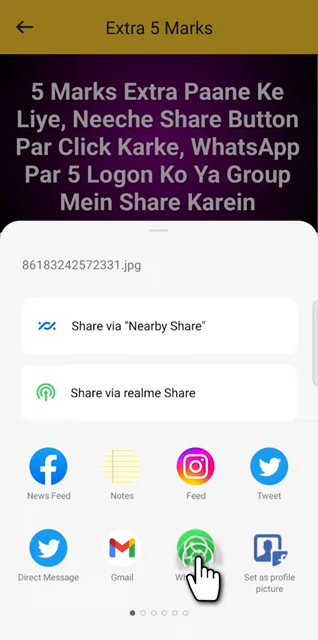 Extra 5 Marks
5 Marks Extra Paane Ke
Liye, Neeche Share Button
Par Click Karke, WhatsApp
Par 5 Logon Ko Ya Group
Mein Share Karein
86183242572331.jpg
Share via "Nearby Share"
Share via realme Share
News Feed
Notes
Feed
Tweet
Direct Message
Gmail
Set as profile
picture